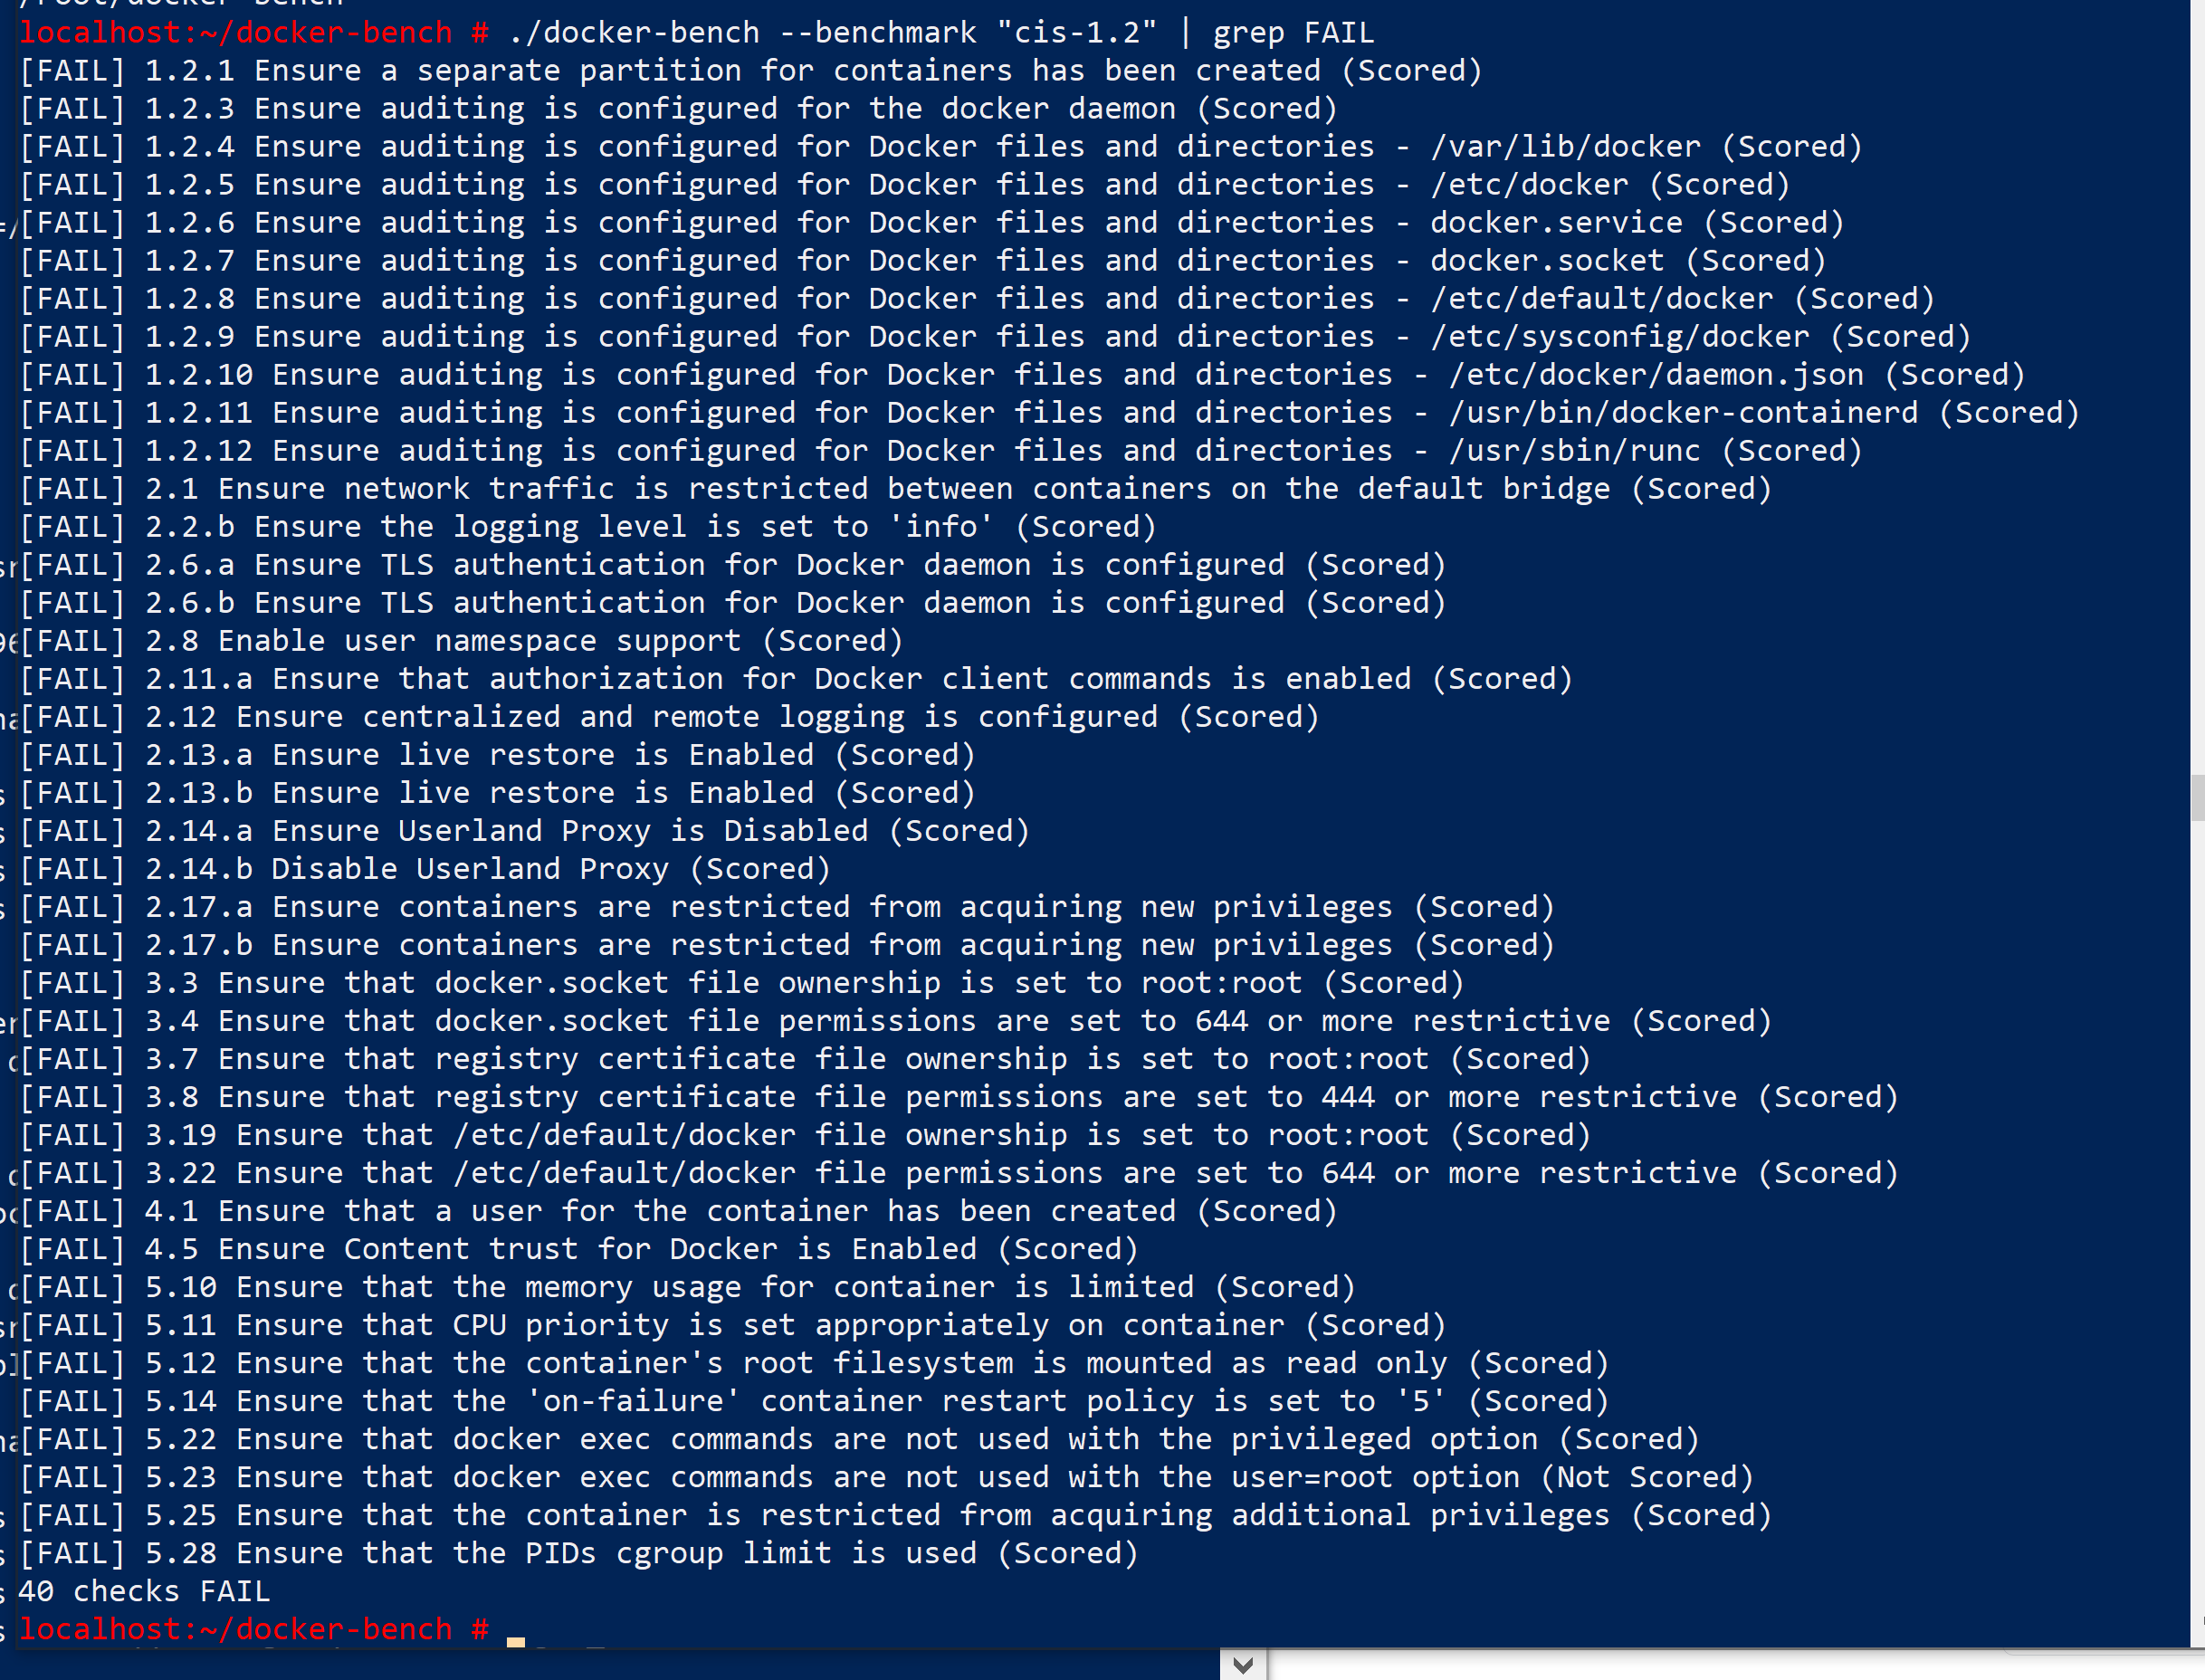 /root/docker-bench
localhost:~/docker-bench # ./docker-bench --benchmark "cis-1.2" | grep FAIL
[FAIL] 1.2.1 Ensure a separate partition for containers has been created (Scored)
[FAIL] 1.2.3 Ensure auditing is configured for the docker daemon (Scored)
[FAIL] 1.2.4 Ensure auditing is configured for Docker files and directories - /var/lib/docker (Scored)
[FAIL] 1.2.5 Ensure auditing is configured for Docker files and directories - /etc/docker (Scored)
[FAIL] 1.2.6 Ensure auditing is configured for Docker files and directories - docker.service (Scored)
[FAIL] 1.2.7 Ensure auditing is configured for Docker files and directories - docker.socket (Scored)
[FAIL] 1.2.8 Ensure auditing is configured for Docker files and directories - /etc/default/docker (Scored)
[FAIL] 1.2.9 Ensure auditing is configured for Docker files and directories - /etc/sysconfig/docker (Scored)
[FAIL] 1.2.10 Ensure auditing is configured for Docker files and directories - /etc/docker/daemon.json (Scored)
[FAIL] 1.2.11 Ensure auditing is configured for Docker files and directories - /usr/bin/docker-containerd (Scored)
[FAIL] 1.2.12 Ensure auditing is configured for Docker files and directories - /usr/sbin/runc (Scored)
[FAIL] 2.1 Ensure network traffic is restricted between containers on the default bridge (Scored)
[FAIL] 2.2.b Ensure the logging level is set to 'info' (Scored)
[FAIL] 2.6.a Ensure TLS authentication for Docker daemon is configured (Scored)
[FAIL] 2.6.b Ensure TLS authentication for Docker daemon is configured (Scored)
[FAIL] 2.8 Enable user namespace support (Scored)
[FAIL] 2.11.a Ensure that authorization for Docker client commands is enabled (Scored)
[FAIL] 2.12 Ensure centralized and remote logging is configured (Scored)
[FAIL] 2.13.a Ensure live restore is Enabled (Scored)
[FAIL] 2.13.b Ensure live restore is Enabled (Scored)
[FAIL] 2.14.a Ensure Userland Proxy is Disabled (Scored)
[FAIL] 2.14.b Disable Userland Proxy (Scored)
[FAIL] 2.17.a Ensure containers are restricted from acquiring new privileges (Scored)
[FAIL] 2.17.b Ensure containers are restricted from acquiring new privileges (Scored)
[FAIL] 3.3 Ensure that docker.socket file ownership is set to root:root (Scored)
[FAIL] 3.4 Ensure that docker.socket file permissions are set to 644 or more restrictive (Scored)
[FAIL] 3.7 Ensure that registry certificate file ownership is set to root:root (Scored)
[FAIL] 3.8 Ensure that registry certificate file permissions are set to 444 or more restrictive (Scored)
[FAIL] 3.19 Ensure that /etc/default/docker file ownership is set to root:root (Scored)
[FAIL] 3.22 Ensure that /etc/default/docker file permissions are set to 644 or more restrictive (Scored)
[FAIL] 4.1 Ensure that a user for the container has been created (Scored)
[FAIL] 4.5 Ensure Content trust for Docker is Enabled (Scored)
[FAIL] 5.10 Ensure that the memory usage for container is limited (Scored)
[FAIL] 5.11 Ensure that CPU priority is set appropriately on container (Scored)
[FAIL] 5.12 Ensure that the container's root filesystem is mounted as read only (Scored)
[FAIL] 5.14 Ensure that the 'on-failure' container restart policy is set to '5' (Scored)
[FAIL] 5.22 Ensure that docker exec commands are not used with the privileged option (Scored)
[FAIL] 5.23 Ensure that docker exec commands are not used with the user=root option (Not Scored)
[FAIL] 5.25 Ensure that the container is restricted from acquiring additional privileges (Scored)
[FAIL] 5.28 Ensure that the PIDs cgroup limit is used (Scored)
40 checks FAIL
localhost:~/docker-bench #